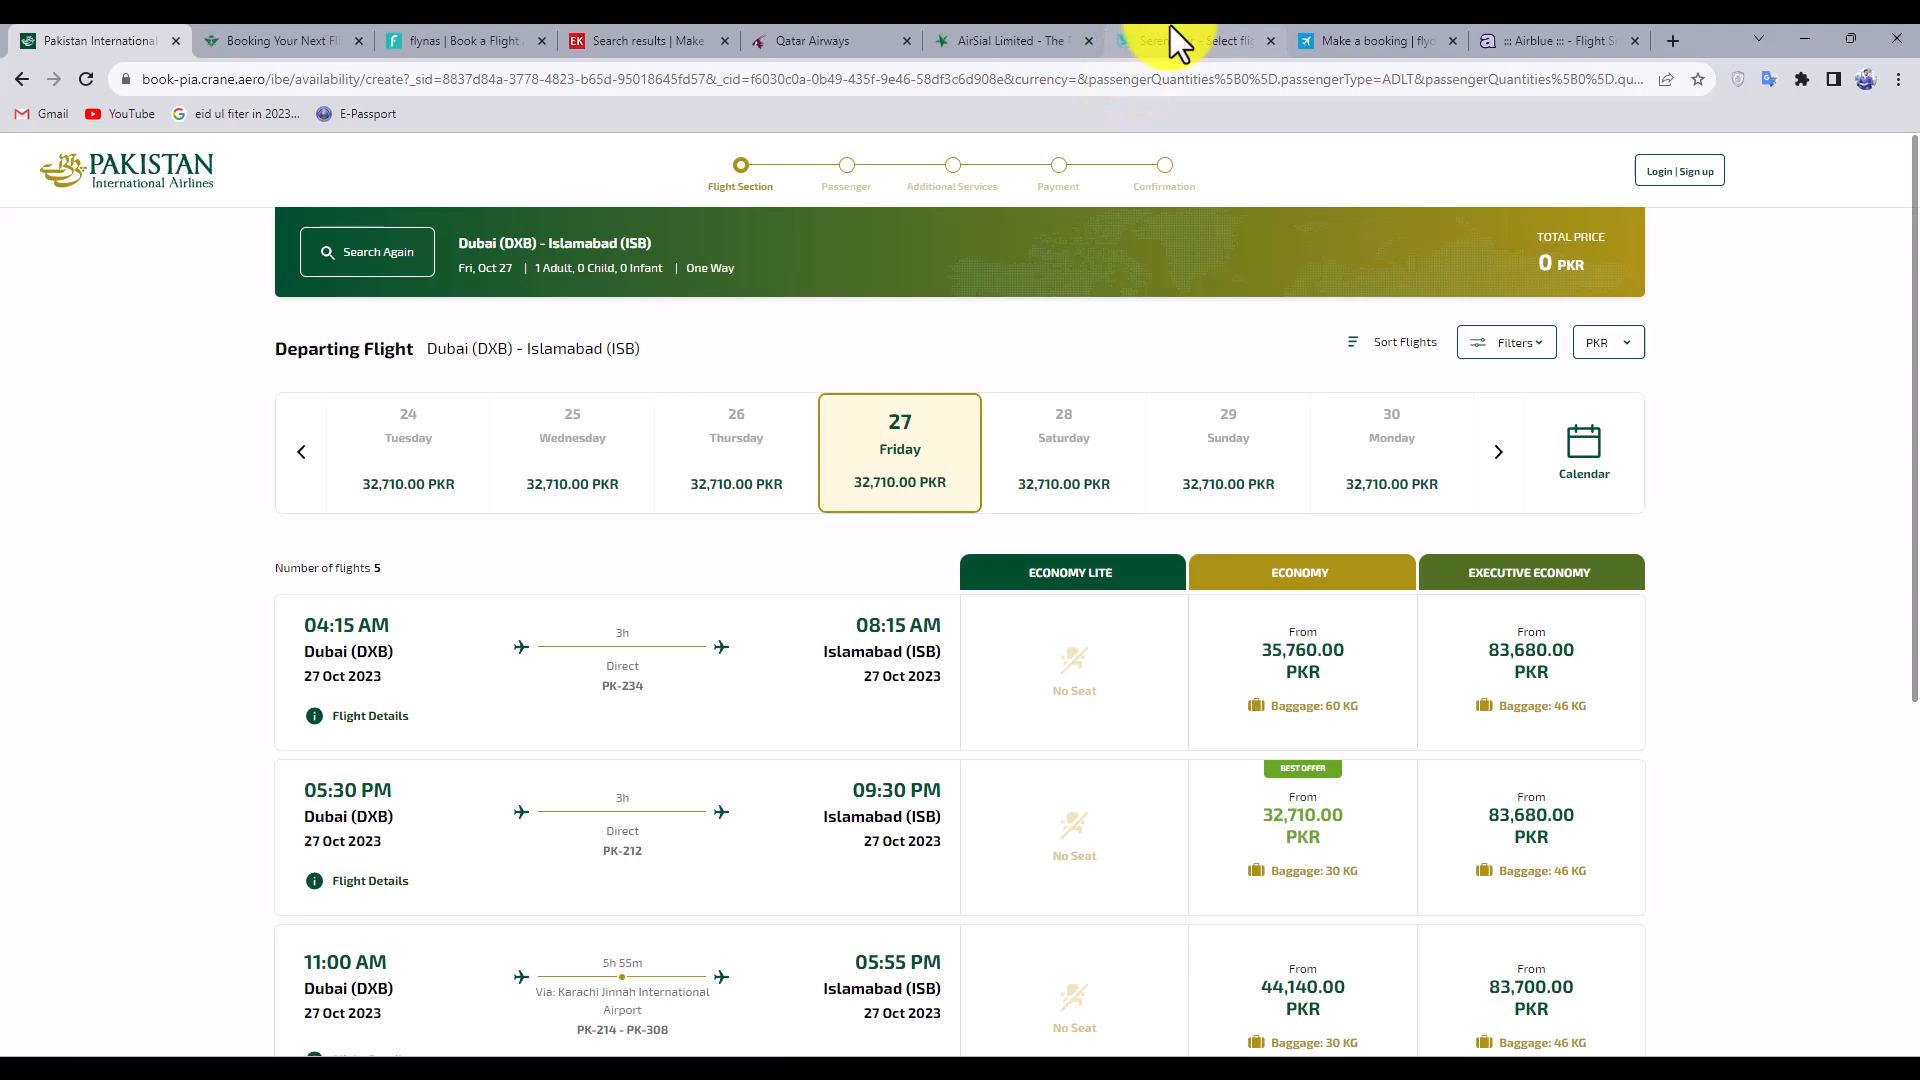 Pakistan International
Booking Your Next Fli
flynas | Book a Flight
EK Search results | Make
Qatar Airways
AirSial Limited - The
Select flig
Make a booking | flyd
::: Airblue ::: - Flight S
book-pia.crane.aero/ibe/availability/create?_sid=8837d84a-3778-4823-b65d-95018645fd57&_cid=f6030c0a-0b49-435f-9e46-58df3c6d908e&currency=&passengerQuantities%5B0%5D.passengerType=ADLT&passengerQuantities%5B0%5D.qu...
Gmail
YouTube
eid ul fiter in 2023...
E-Passport
PAKISTAN
International Airlines
Flight Section
Passenger
Additional Services
Payment
Confirmation
Login | Sign up
Search Again
Dubai (DXB) - Islamabad (ISB)
Fri, Oct 27 | 1 Adult, 0 Child, 0 Infant | One Way
TOTAL PRICE
0 PKR
Departing Flight Dubai (DXB) - Islamabad (ISB)
Sort Flights
Filters
PKR
24
Tuesday
32,710.00 PKR
25
Wednesday
32,710.00 PKR
26
Thursday
32,710.00 PKR
27
Friday
32,710.00 PKR
28
Saturday
32,710.00 PKR
29
Sunday
32,710.00 PKR
30
Monday
32,710.00 PKR
Calendar
Number of flights 5
ECONOMY LITE
ECONOMY
EXECUTIVE ECONOMY
04:15 AM
Dubai (DXB)
27 Oct 2023
Flight Details
3h
Direct
PK-234
08:15 AM
Islamabad (ISB)
27 Oct 2023
No Seat
From
35,760.00
PKR
Baggage: 60 KG
From
83,680.00
PKR
Baggage: 46 KG
05:30 PM
Dubai (DXB)
27 Oct 2023
Flight Details
3h
Direct
PK-212
09:30 PM
Islamabad (ISB)
27 Oct 2023
No Seat
BEST OFFER
From
32,710.00
PKR
Baggage: 30 KG
From
83,680.00
PKR
Baggage: 46 KG
11:00 AM
Dubai (DXB)
27 Oct 2023
5h 55m
Via: Karachi Jinnah International
Airport
PK-214 - PK-308
05:55 PM
Islamabad (ISB)
27 Oct 2023
No Seat
From
44,140.00
PKR
Baggage: 30 KG
From
83,700.00
PKR
Baggage: 46 KG